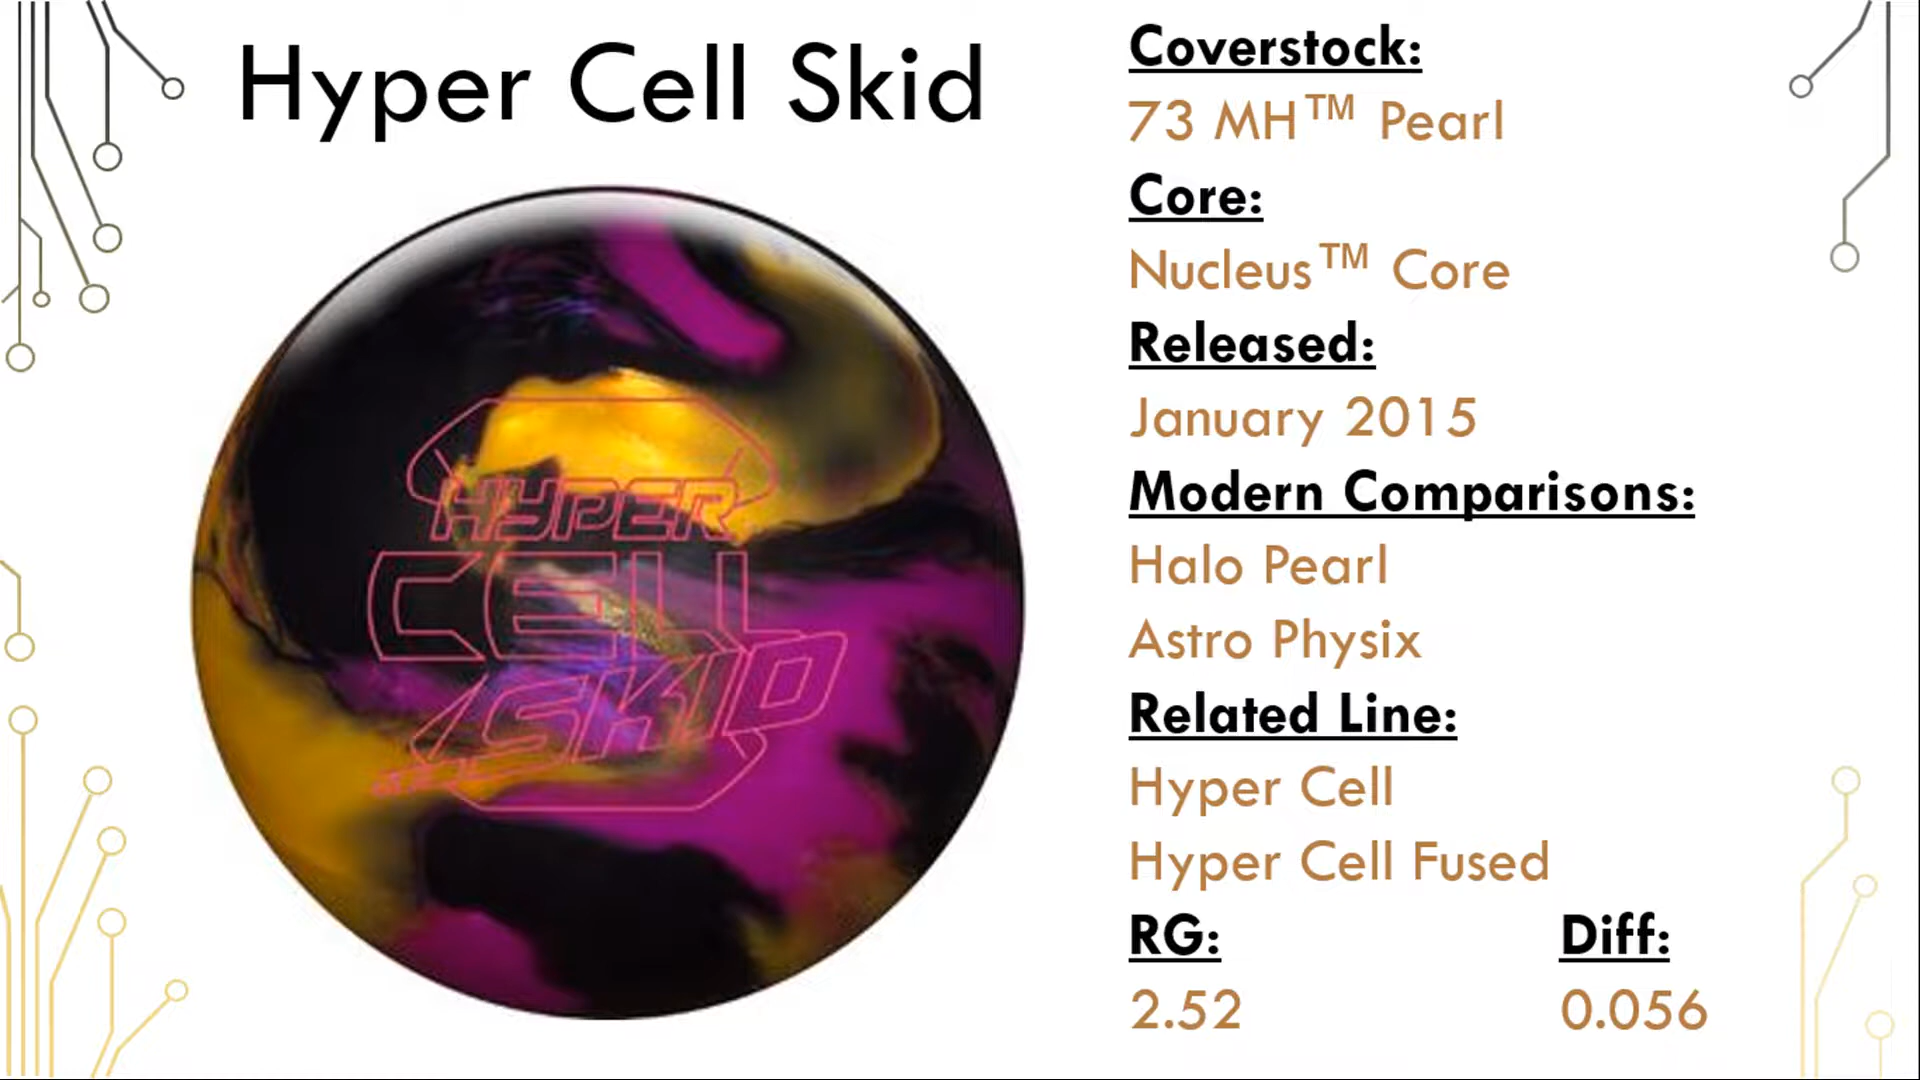 Hyper Cell Skid
HYPER
CELL
SKID
Coverstock:
73 MH™ Pearl
Core:
Nucleus™ Core
Released:
January 2015
Modern Comparisons:
Halo Pearl
Astro Physix
Related Line:
Hyper Cell
Hyper Cell Fused
RG: Diff:
2.52 0.056